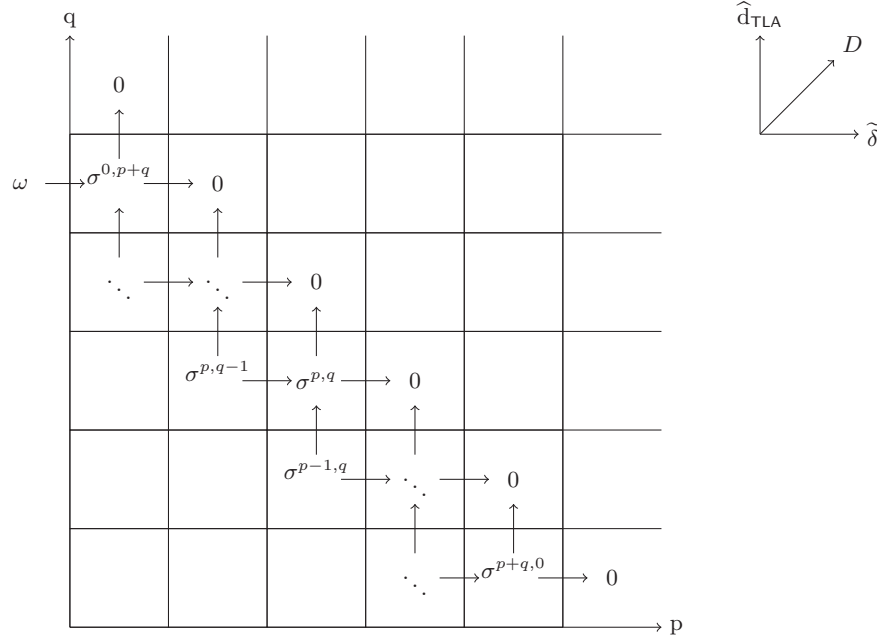 q
d̂_TLA
D
δ̂
0
ω σ^{0,p+q} 0
⋱ ⋱ 0
σ^{p,q−1} σ^{p,q} 0
σ^{p−1,q} ⋱ 0
⋱ σ^{p+q,0} 0
p